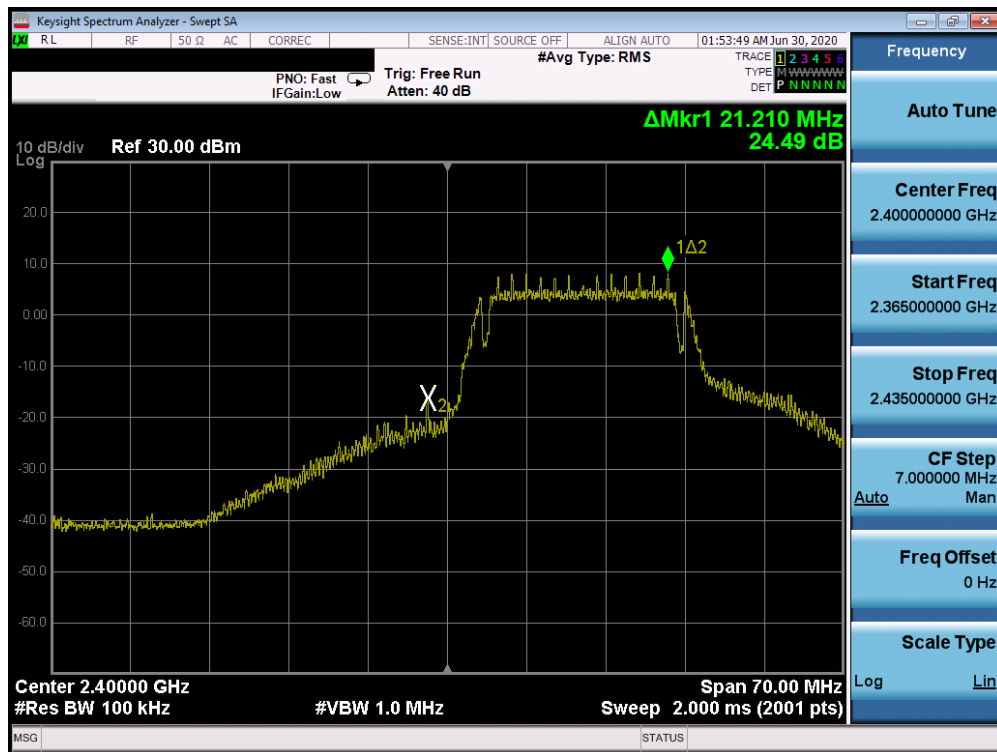 Keysight Spectrum Analyzer - Swept SA
LXI RL RF 50 Ω AC CORREC SENSE:INT SOURCE OFF ALIGN AUTO 01:53:49 AM Jun 30, 2020
#Avg Type: RMS
TRACE 1 2 3 4 5 6
PNO: Fast Trig: Free Run
TYPE M W W W W W
IFGain:Low Atten: 40 dB
DET P N N N N N
ΔMkr1 21.210 MHz
24.49 dB
10 dB/div Ref 30.00 dBm
Log
20.0
10.0
0.00
-10.0
-20.0
-30.0
-40.0
-50.0
-60.0
1Δ2
X2
Center 2.40000 GHz Span 70.00 MHz
#Res BW 100 kHz #VBW 1.0 MHz Sweep 2.000 ms (2001 pts)
MSG STATUS
Frequency
Auto Tune
Center Freq
2.400000000 GHz
Start Freq
2.365000000 GHz
Stop Freq
2.435000000 GHz
CF Step
7.000000 MHz
Auto Man
Freq Offset
0 Hz
Scale Type
Log Lin